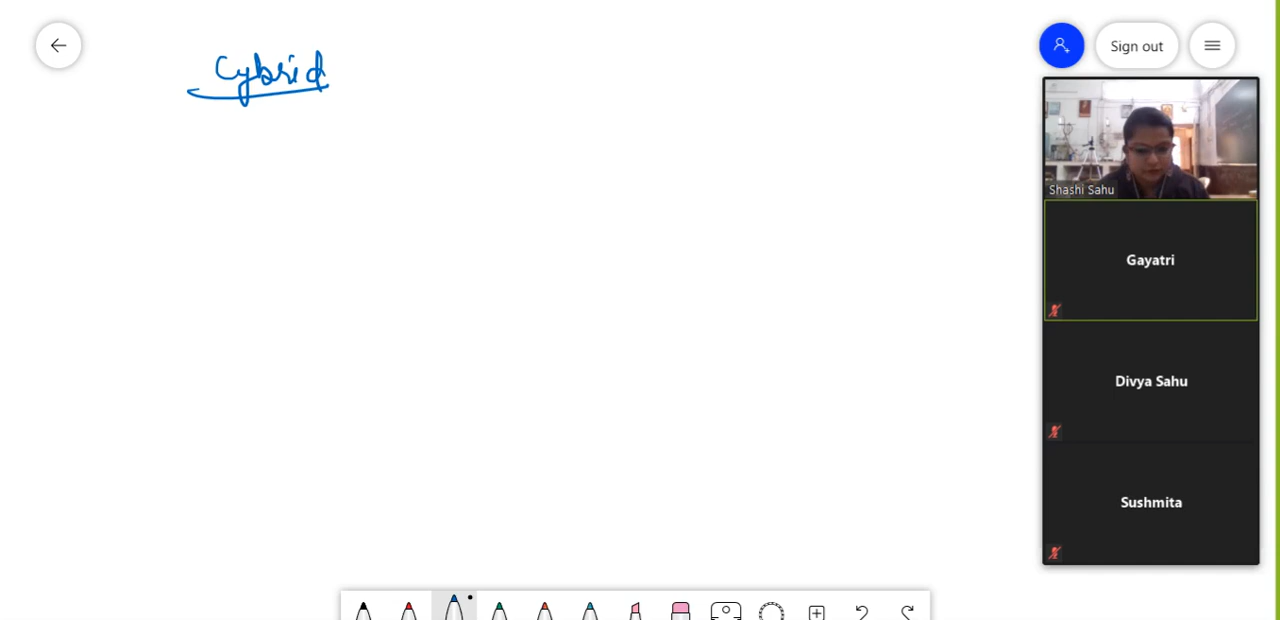 Cybrid
Sign out
Shashi Sahu
Gayatri
Divya Sahu
Sushmita